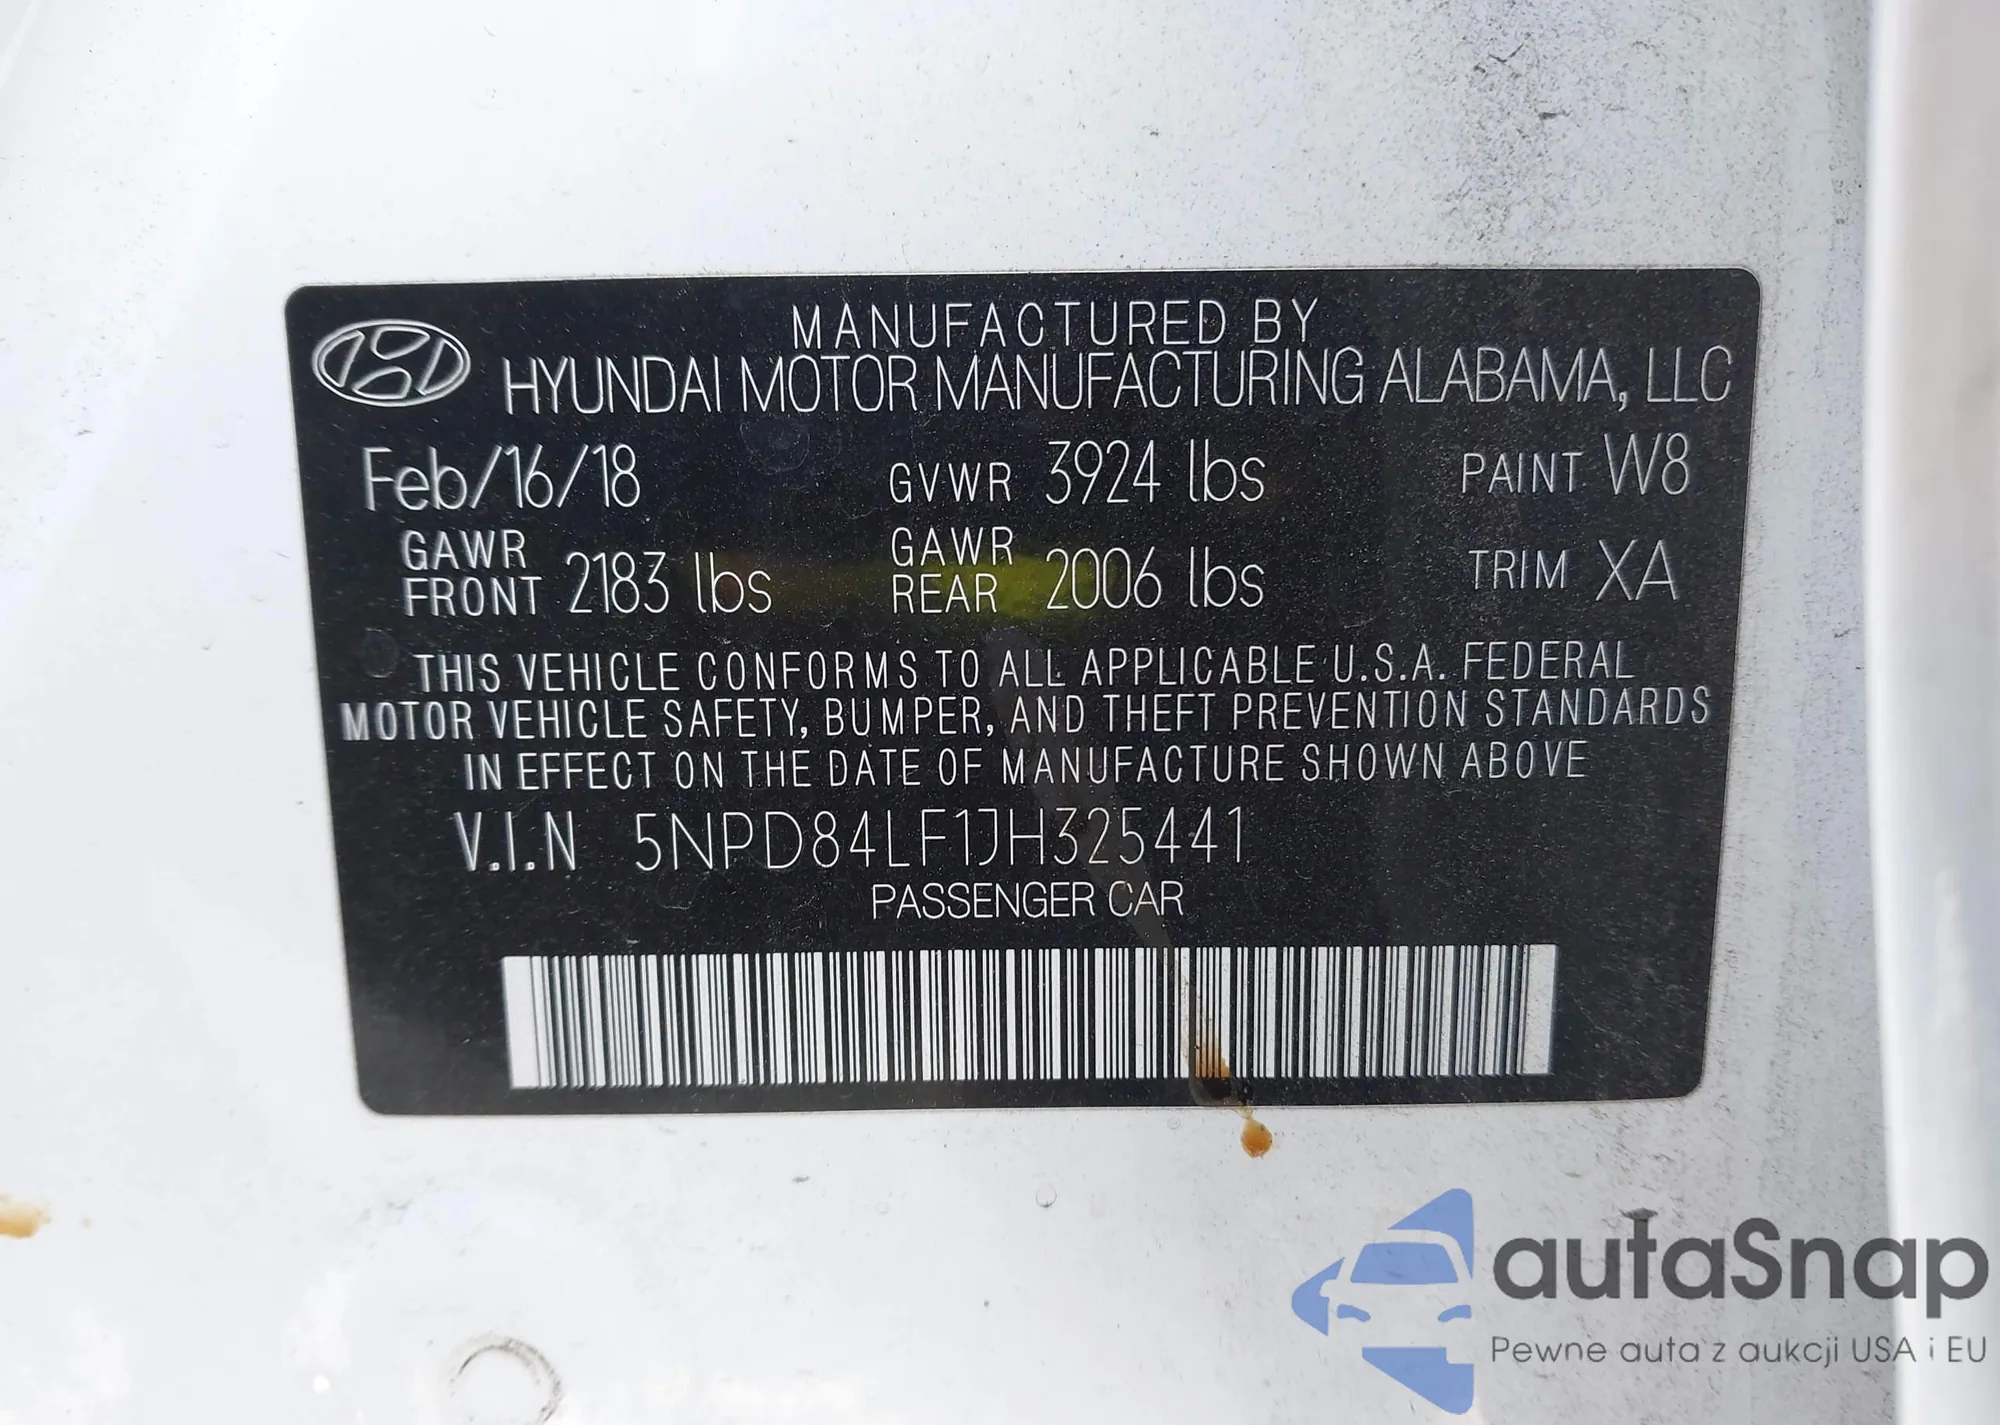 MANUFACTURED BY
HYUNDAI MOTOR MANUFACTURING ALABAMA, LLC
Feb/16/18 GVWR 3924 lbs PAINT W8
GAWR FRONT 2183 lbs GAWR REAR 2006 lbs TRIM XA
THIS VEHICLE CONFORMS TO ALL APPLICABLE U.S.A. FEDERAL
MOTOR VEHICLE SAFETY, BUMPER, AND THEFT PREVENTION STANDARDS
IN EFFECT ON THE DATE OF MANUFACTURE SHOWN ABOVE
V.I.N 5NPD84LF1JH325441
PASSENGER CAR
autaSnap
Pewne auta z aukcji USA i EU